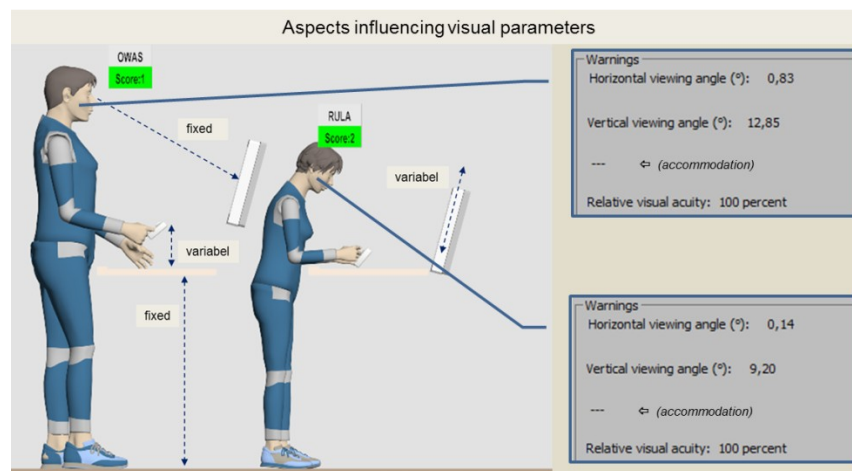 Aspects influencing visual parameters
OWAS
Score:1
fixed
variabel
fixed
RULA
Score:2
variabel
Warnings
Horizontal viewing angle (°): 0,83
Vertical viewing angle (°): 12,85
--- ⇦ (accommodation)
Relative visual acuity: 100 percent
Warnings
Horizontal viewing angle (°): 0,14
Vertical viewing angle (°): 9,20
--- ⇦ (accommodation)
Relative visual acuity: 100 percent